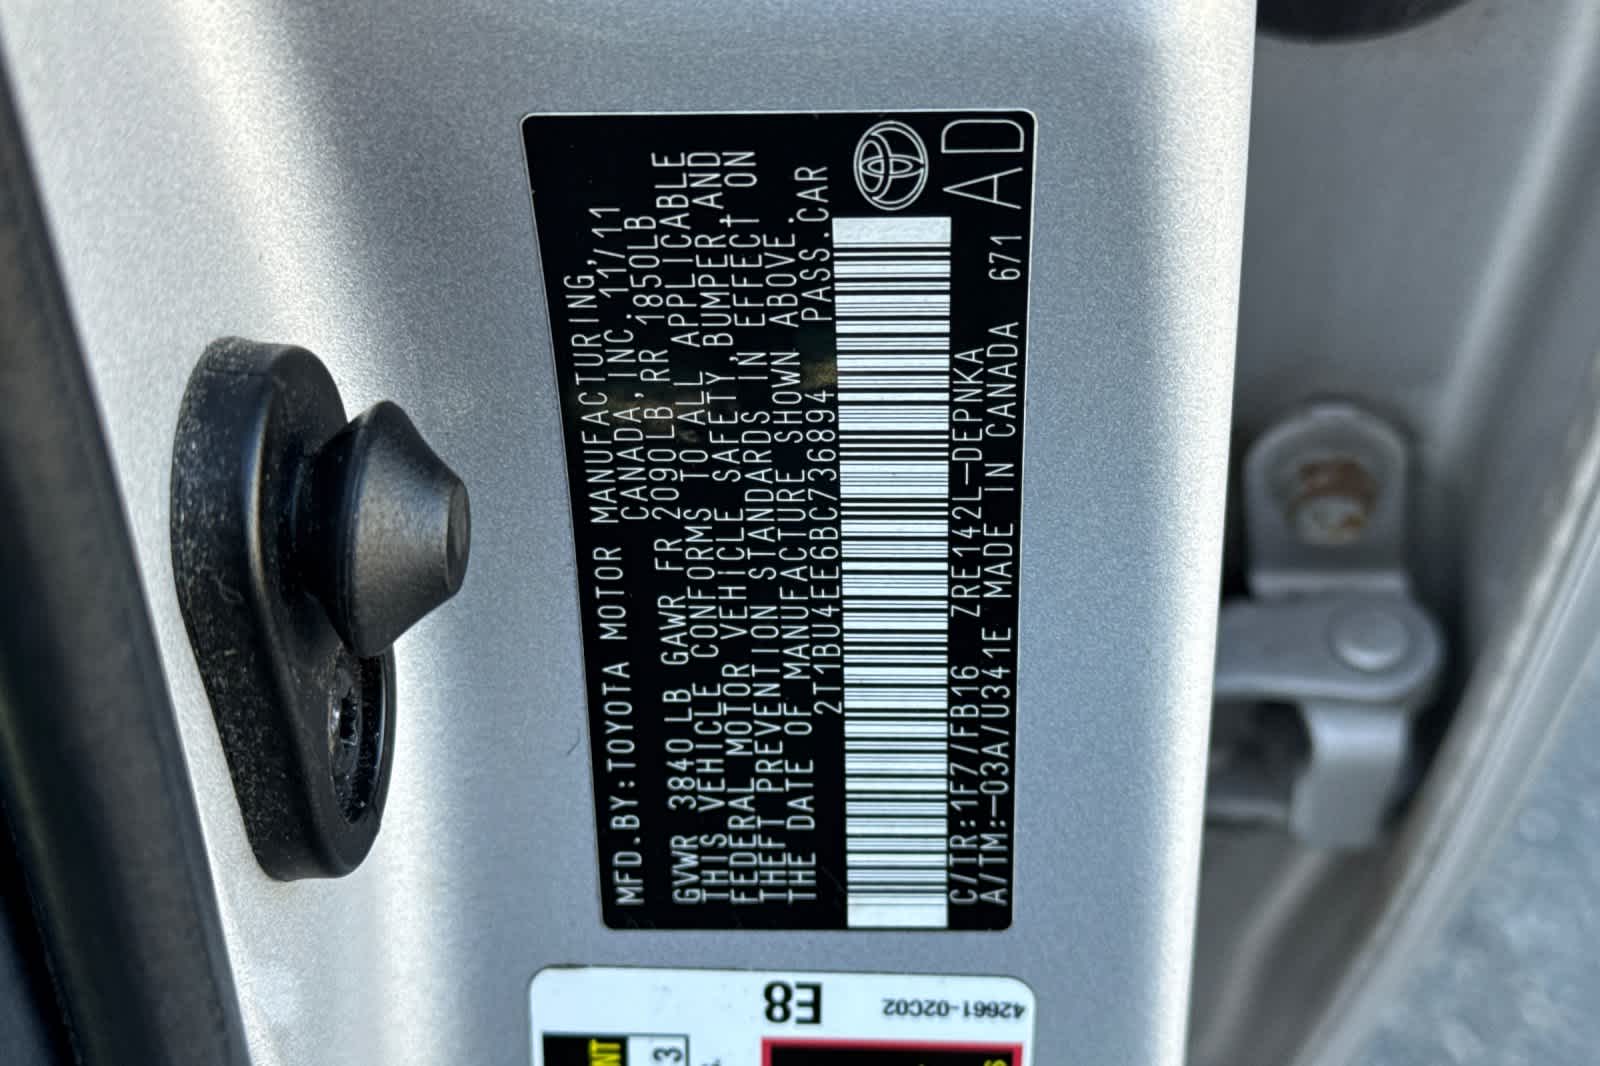 MFD.BY:TOYOTA MOTOR MANUFACTURING,
CANADA, INC. 11/11
GVWR 3840LB GAWR FR 2090LB, RR 1850LB
THIS VEHICLE CONFORMS TO ALL APPLICABLE
FEDERAL MOTOR VEHICLE SAFETY, BUMPER, AND
THEFT PREVENTION STANDARDS IN EFFECT ON
THE DATE OF MANUFACTURE SHOWN ABOVE.
2T1BU4EE6BC736894 PASS.CAR
C/TR:1F7/FB16 ZRE142L-DEPNKA
A/TM:-03A/U341E MADE IN CANADA 671
AD
E8
42661-02C02
NT
3
S